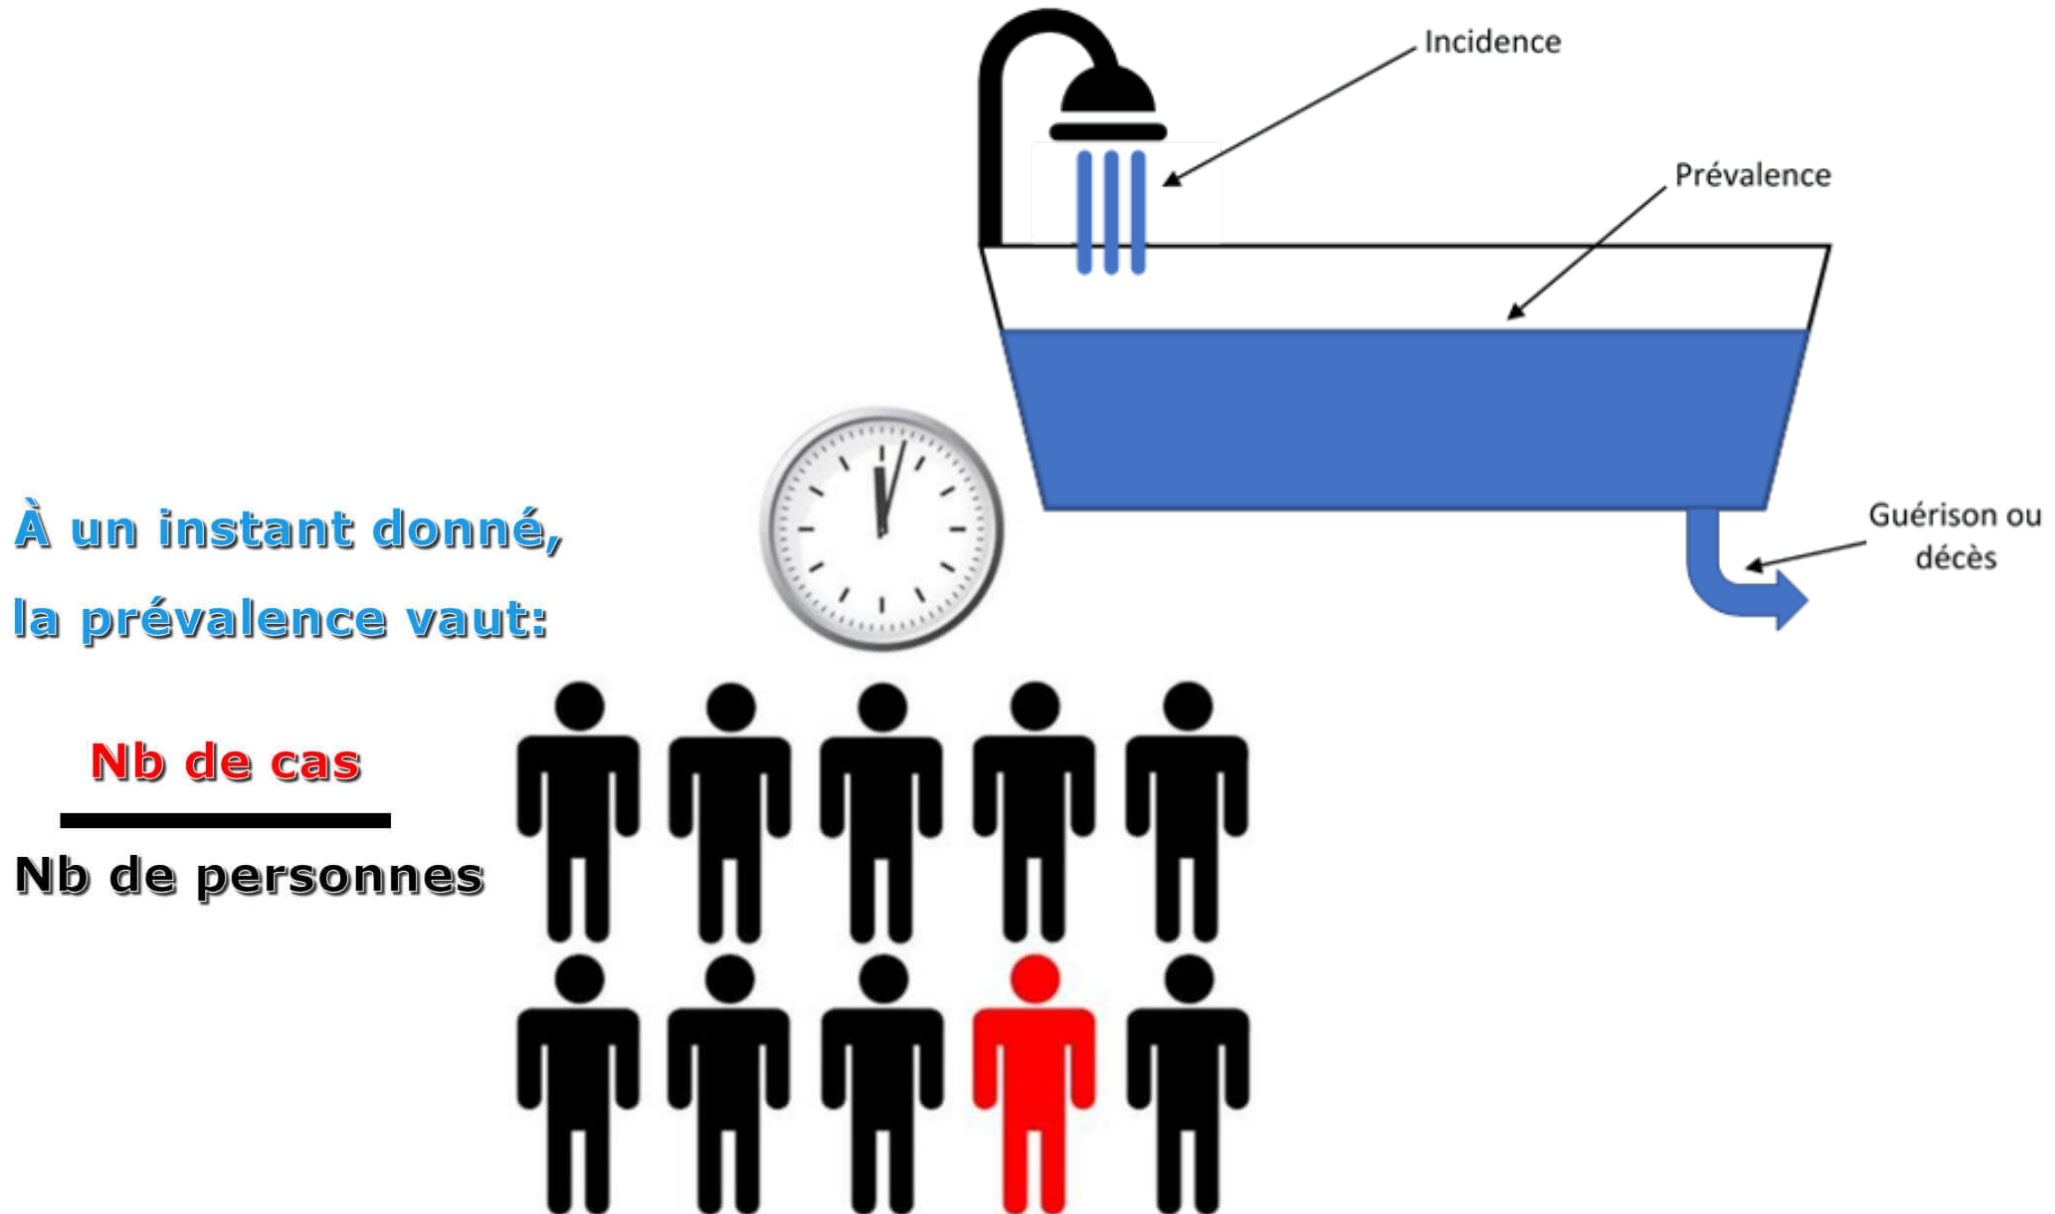 Incidence
Prévalence
Guérison ou
décès
À un instant donné,
la prévalence vaut:
Nb de cas
Nb de personnes